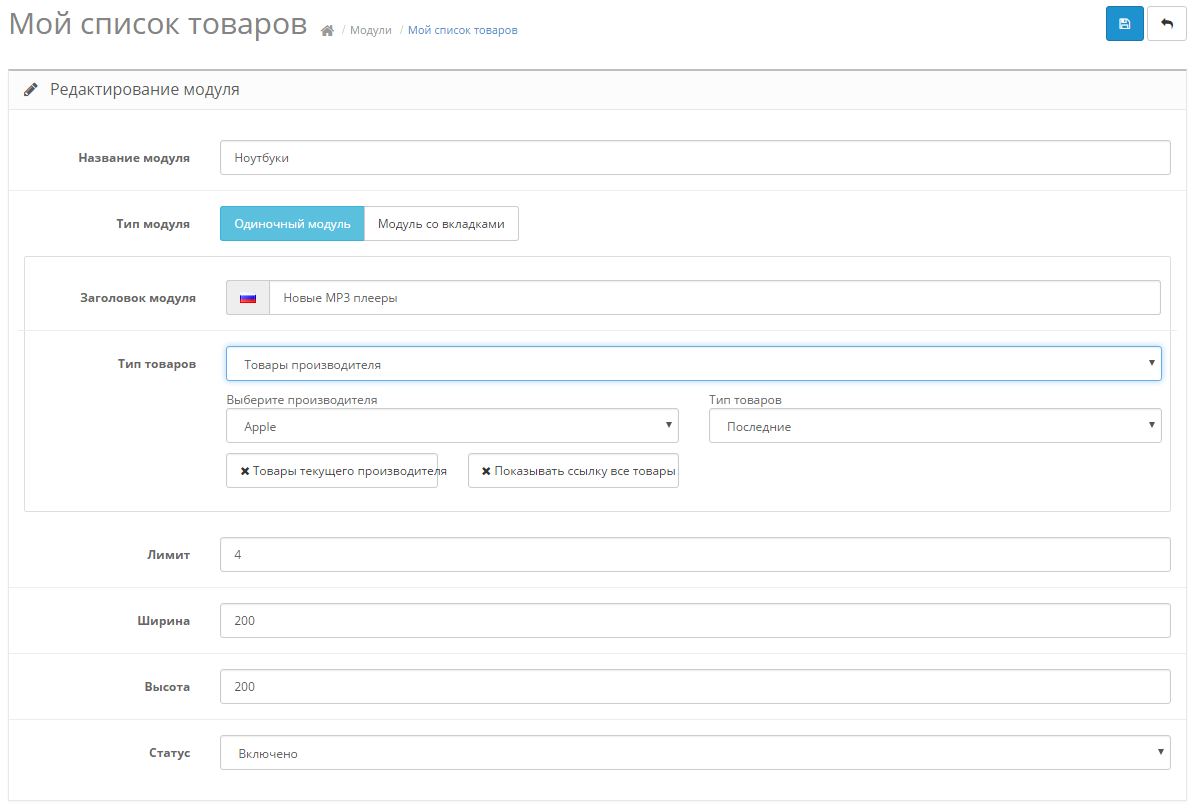 Мой список товаров
/ Модули / Мой список товаров
Редактирование модуля
Название модуля
Ноутбуки
Тип модуля
Одиночный модуль
Модуль со вкладками
Заголовок модуля
Новые MP3 плееры
Тип товаров
Товары производителя
Выберите производителя
Тип товаров
Apple
Последние
Товары текущего производителя
Показывать ссылку все товары
Лимит
4
Ширина
200
Высота
200
Статус
Включено